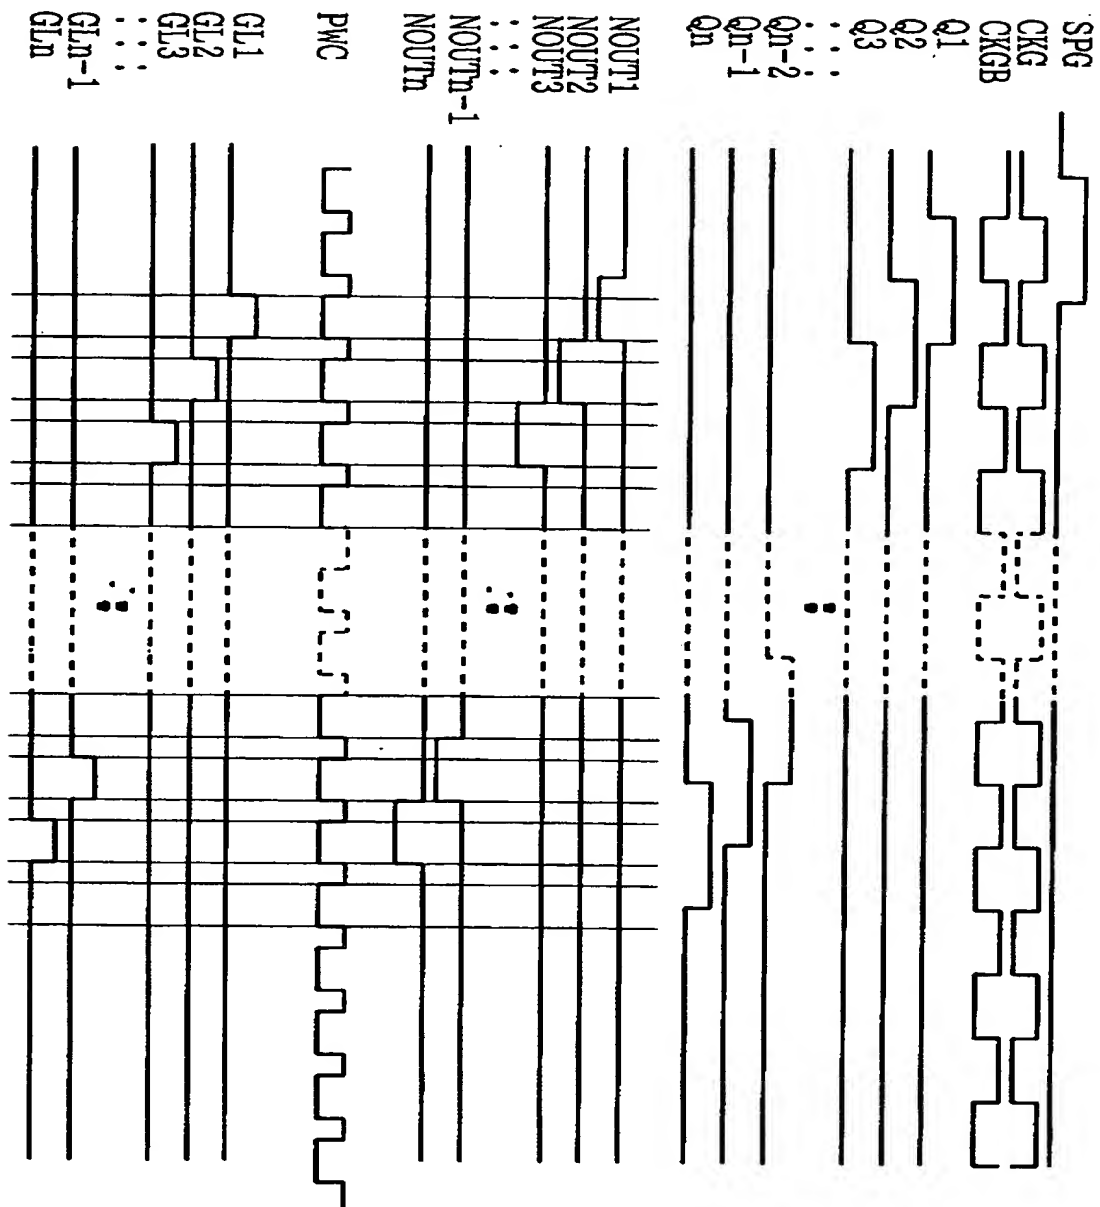 SPG
CKG
CKGB
Q1
Q2
Q3
Qn-2
Qn-1
Qn
NOUT1
NOUT2
NOUT3
NOUTn-1
NOUTn
PWC
GL1
GL2
GL3
GLn-1
GLn